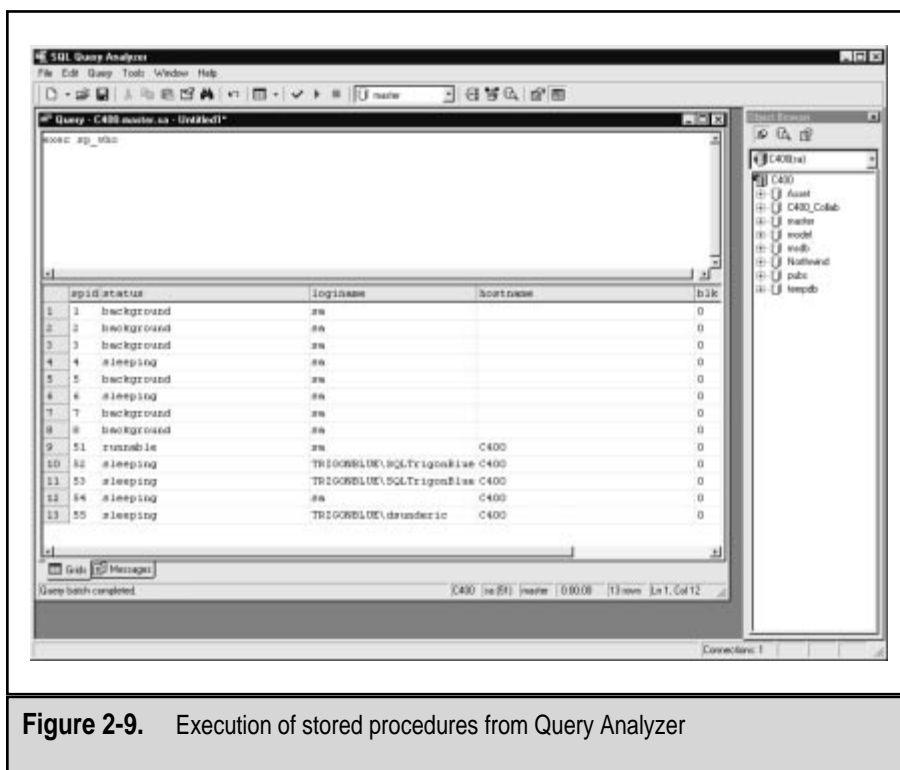 SQL Query Analyzer
File Edit Query Tools Window Help
master
Query - C400.master.sa - Untitled1*
exec sp_who
spid status loginame hostname blk
1 1 background sa 0
2 2 background sa 0
3 3 background sa 0
4 4 sleeping sa 0
5 5 background sa 0
6 6 sleeping sa 0
7 7 background sa 0
8 8 background sa 0
9 51 runnable sa C400 0
10 52 sleeping TRIGONBLUE\SQLTrigonBlue C400 0
11 53 sleeping TRIGONBLUE\SQLTrigonBlue C400 0
12 54 sleeping sa C400 0
13 55 sleeping TRIGONBLUE\dsunderic C400 0
Grids Messages
Query batch completed. C400 sa (51) master 0:00:00 13 rows Ln 1, Col 12
Object Browser
C400(sa)
C400
Asset
C400_Collab
master
model
msdb
Northwind
pubs
tempdb
Connections: 1
Figure 2-9. Execution of stored procedures from Query Analyzer